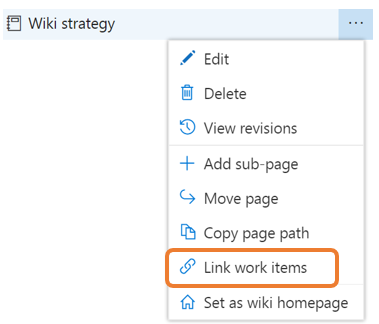 Wiki strategy
Edit
Delete
View revisions
Add sub-page
Move page
Copy page path
Link work items
Set as wiki homepage